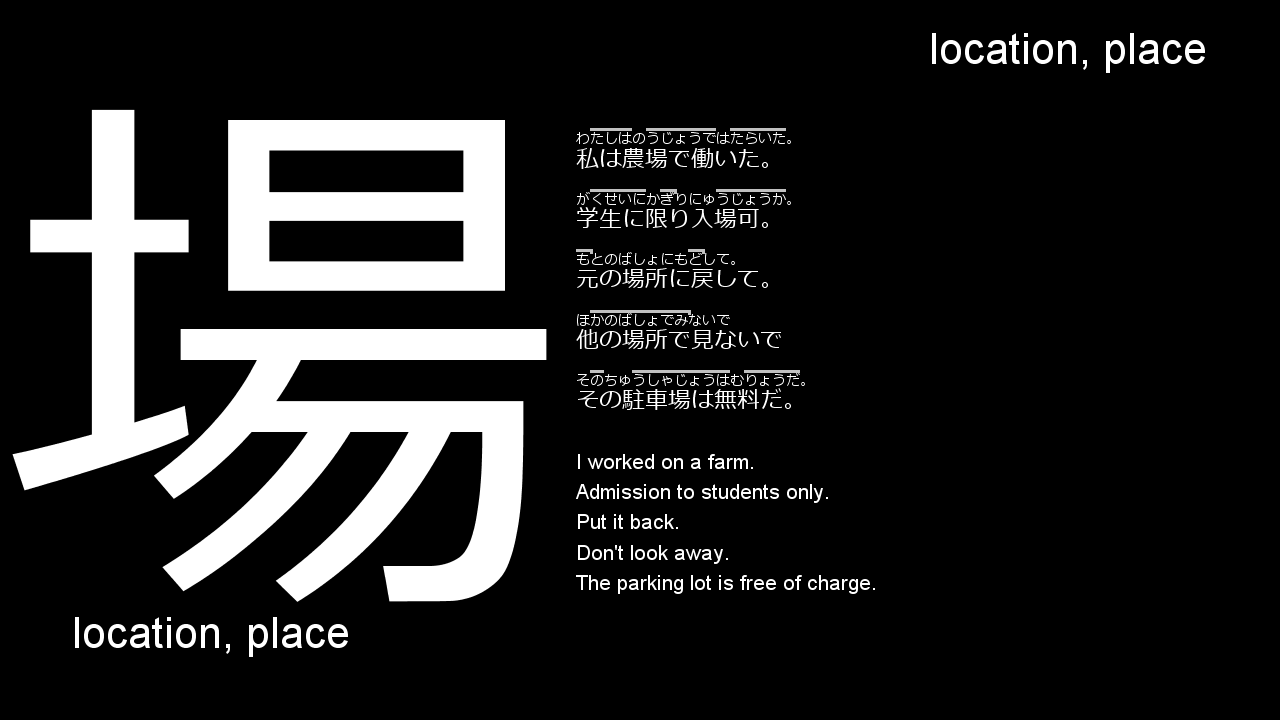 location, place
場
わたしはのうじょうではたらいた。
私は農場で働いた。
がくせいにかぎりにゅうじょうか。
学生に限り入場可。
もとのばしょにもどして。
元の場所に戻して。
ほかのばしょでみないで
他の場所で見ないで
そのちゅうしゃじょうはむりょうだ。
その駐車場は無料だ。
I worked on a farm.
Admission to students only.
Put it back.
Don't look away.
The parking lot is free of charge.
location, place